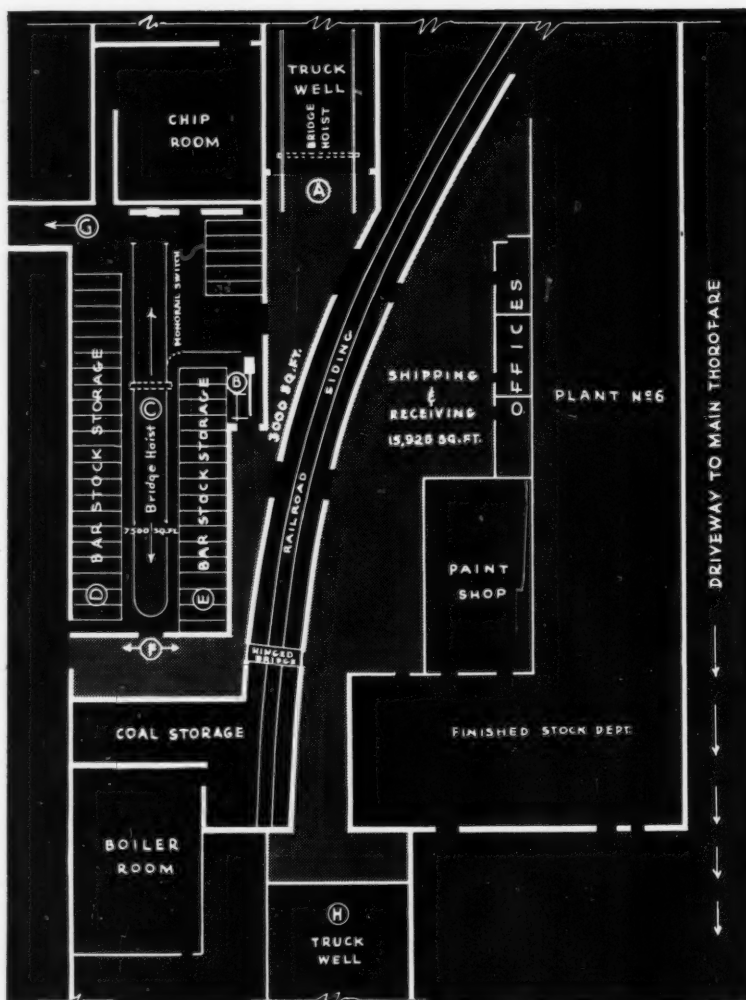 TRUCK
WELL
BRIDGE
HOIST
A
CHIP
ROOM
G
MONORAIL SWITCH
BAR STOCK STORAGE
D
C
Bridge Hoist
7500 SQ.FT.
BAR STOCK STORAGE
E
B
F
3000 SQ.FT.
RAILROAD
SIDING
HINGED
BRIDGE
SHIPPING
&
RECEIVING
15,925 SQ.FT.
OFFICES
PLANT No6
DRIVEWAY TO MAIN THOROFARE
PAINT
SHOP
COAL STORAGE
FINISHED STOCK DEPT.
BOILER
ROOM
H
TRUCK
WELL